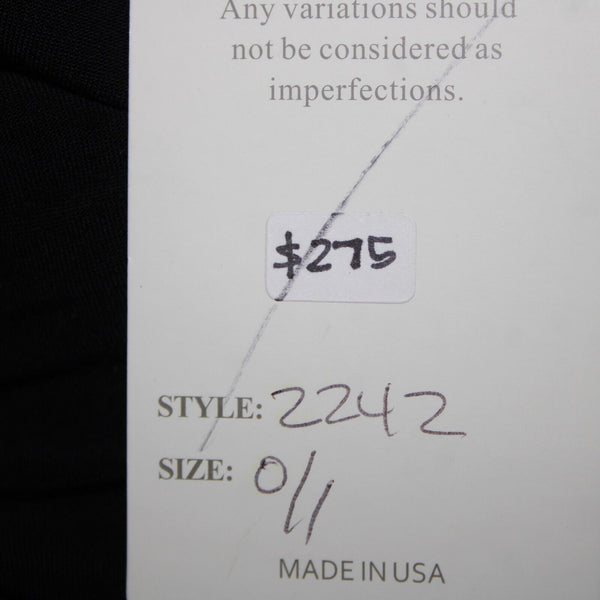 Any variations should
not be considered as
imperfections.
$275
STYLE: 2242
SIZE: 0/1
MADE IN USA